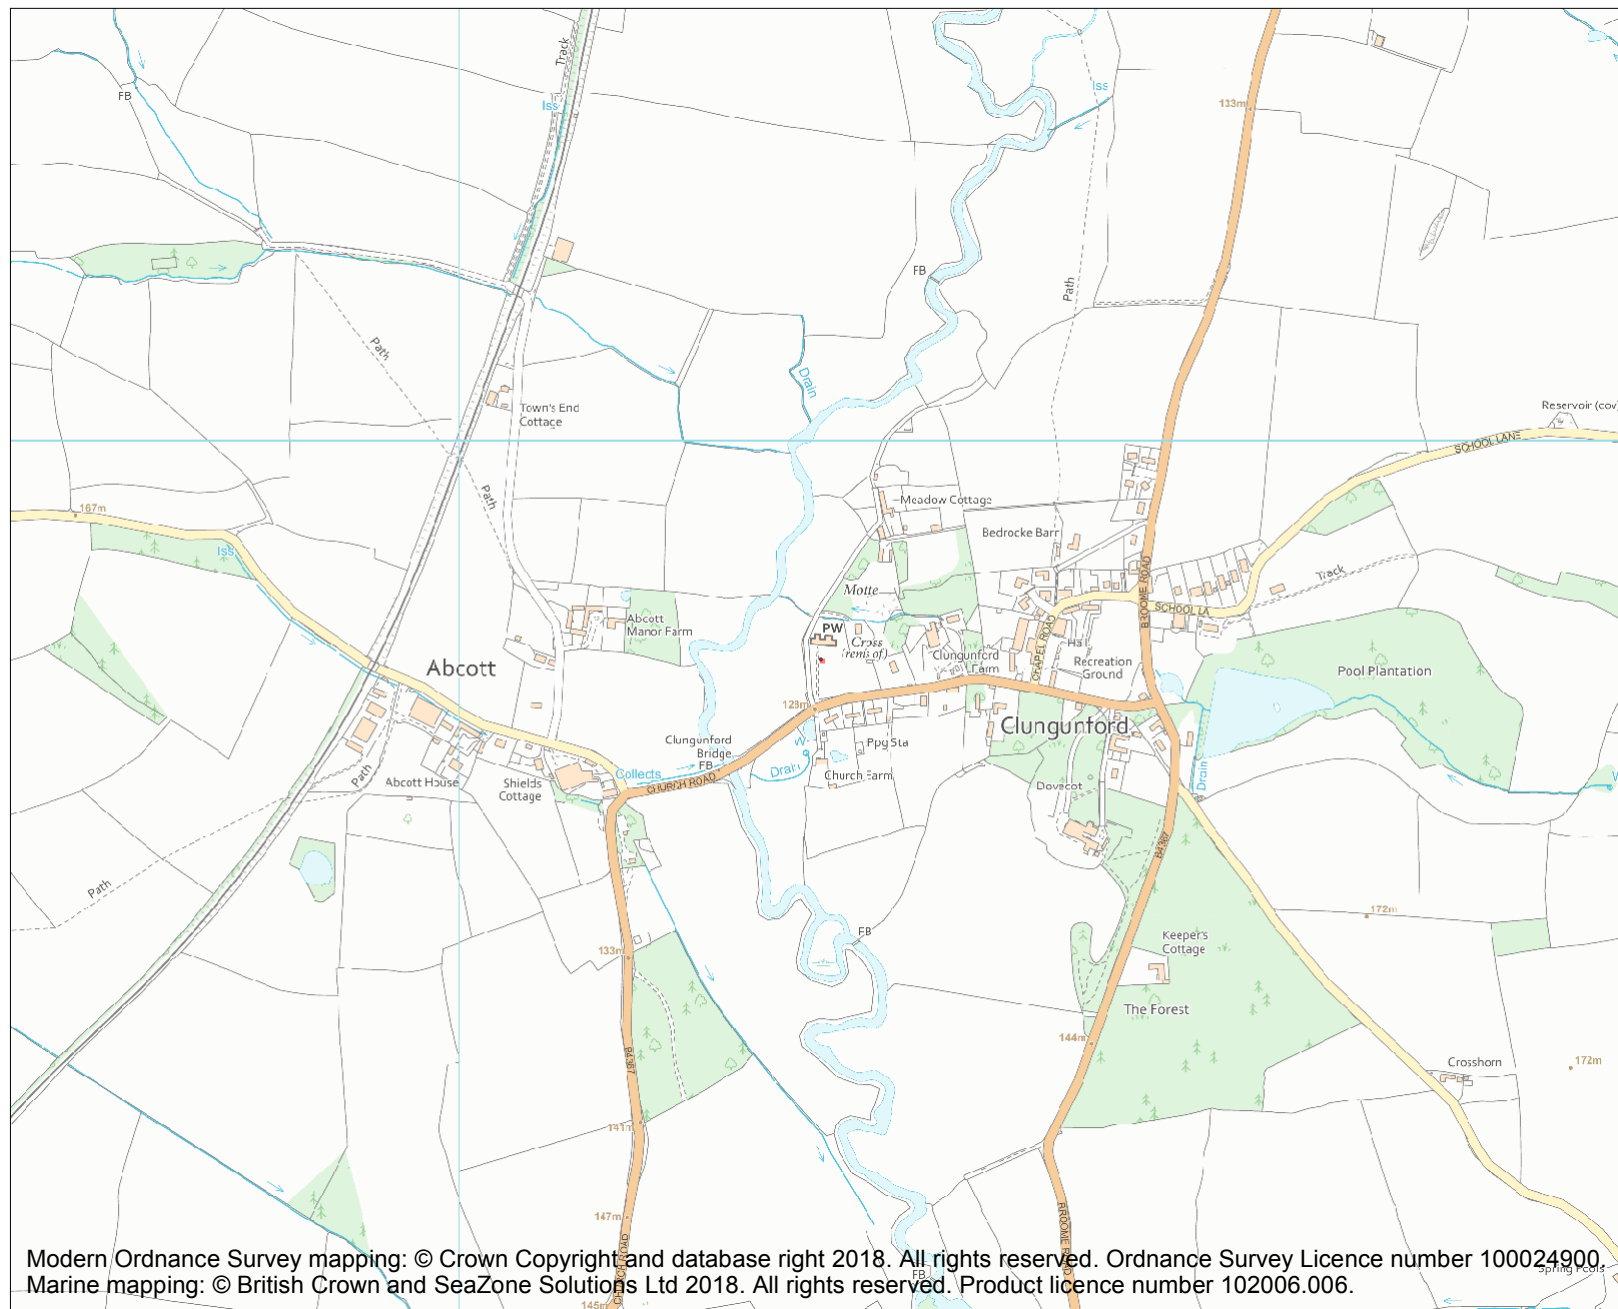 Track
FB
Iss
Iss
133m
FB
Path
Path
Drain
Town's End
Cottage
Reservoir (cov)
SCHOOL LANE
Path
Meadow Cottage
167m
Bedrocke Barr
Iss
BROOME ROAD
Track
Motte
SCHOOL LA
Abcott
Manor Farm
PW
Cross
(rems of)
CHAPEL ROAD
Hall
Clungunford
Farm
Recreation
Ground
Abcott
Pool Plantation
123m
Clungunford
Clungunford
Bridge
FB
W
Ppg Sta
Drain
Church Farm
Collects
CHURCH ROAD
Path
Abcott House
Shields
Cottage
Dovecot
Drain
W
B4367
Path
172m
FB
Keeper's
Cottage
133m
The Forest
144m
B4367
Crosshorn
172m
141m
147m
BROOME ROAD
CHURCH ROAD
Modern Ordnance Survey mapping: © Crown Copyright and database right 2018. All rights reserved. Ordnance Survey Licence number 100024900.
Marine mapping: © British Crown and SeaZone Solutions Ltd 2018. All rights reserved. Product licence number 102006.006.
Spring Pools
FB
145m